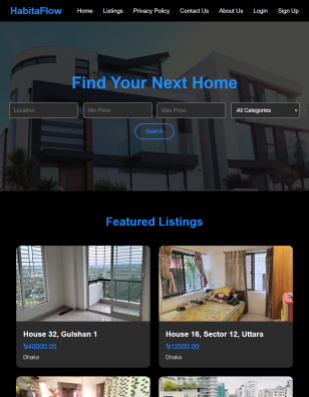 HabitaFlow Home Listings Privacy Policy Contact Us About Us Login Sign Up
Find Your Next Home
Location Min Price Max Price All Categories
Search
Featured Listings
House 32, Gulshan 1
৳40000.00
Dhaka
House 16, Sector 12, Uttara
৳12000.00
Dhaka